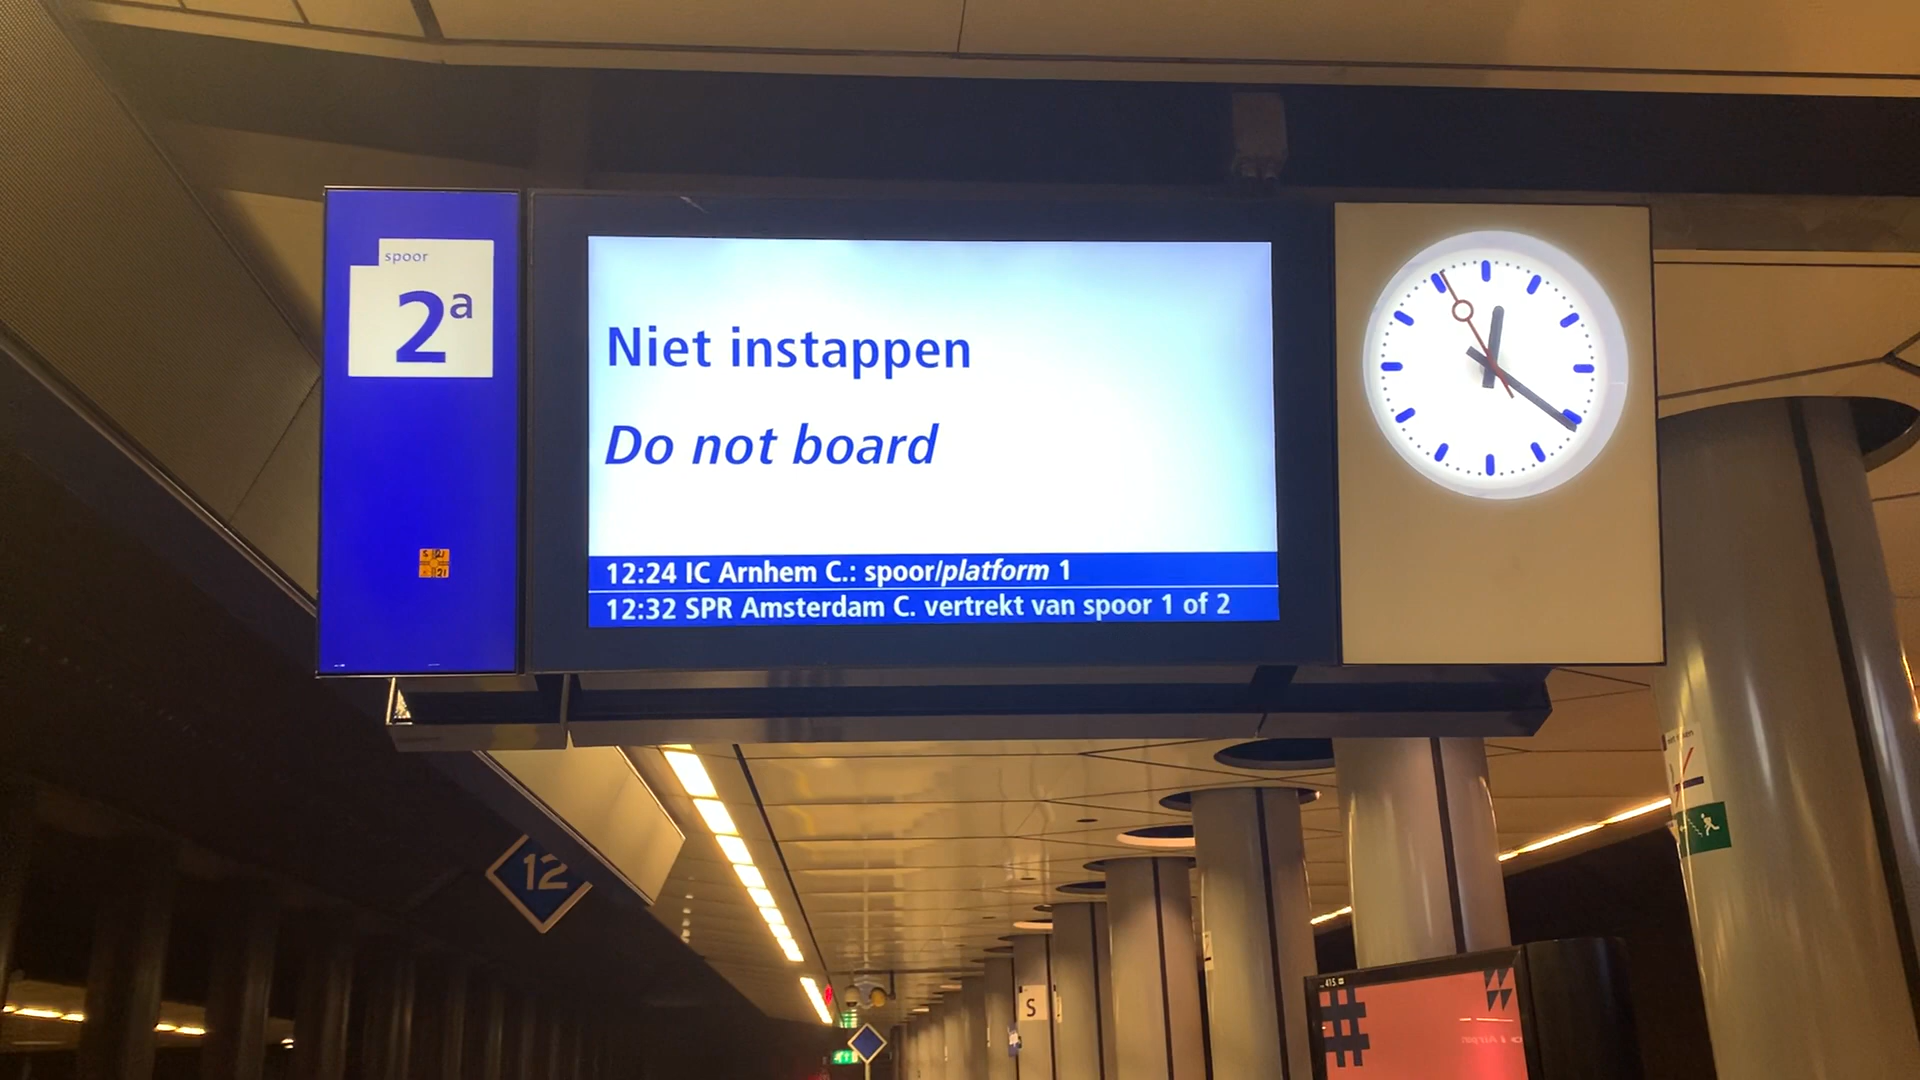 spoor
2a
Niet instappen
Do not board
12:24 IC Arnhem C.: spoor/platform 1
12:32 SPR Amsterdam C. vertrekt van spoor 1 of 2
12
S
#